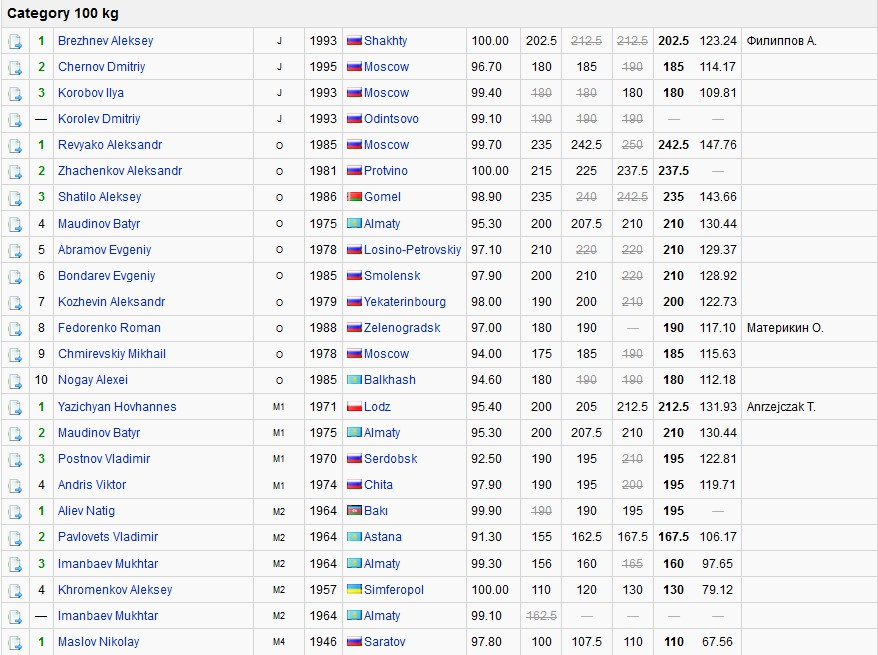 Category 100 kg
1 Brezhnev Aleksey J 1993 Shakhty 100.00 202.5 212.5 212.5 202.5 123.24 Филиппов А.
2 Chernov Dmitriy J 1995 Moscow 96.70 180 185 190 185 114.17
3 Korobov Ilya J 1993 Moscow 99.40 180 180 180 180 109.81
— Korolev Dmitriy J 1993 Odintsovo 99.10 190 190 190 — —
1 Revyako Aleksandr O 1985 Moscow 99.70 235 242.5 250 242.5 147.76
2 Zhachenkov Aleksandr O 1981 Protvino 100.00 215 225 237.5 237.5 —
3 Shatilo Aleksey O 1986 Gomel 98.90 235 240 242.5 235 143.66
4 Maudinov Batyr O 1975 Almaty 95.30 200 207.5 210 210 130.44
5 Abramov Evgeniy O 1978 Losino-Petrovskiy 97.10 210 220 220 210 129.37
6 Bondarev Evgeniy O 1985 Smolensk 97.90 200 210 220 210 128.92
7 Kozhevin Aleksandr O 1979 Yekaterinbourg 98.00 190 200 210 200 122.73
8 Fedorenko Roman O 1988 Zelenogradsk 97.00 180 190 — 190 117.10 Материкин О.
9 Chmirevskiy Mikhail O 1978 Moscow 94.00 175 185 190 185 115.63
10 Nogay Alexei O 1985 Balkhash 94.60 180 190 190 180 112.18
1 Yazichyan Hovhannes M1 1971 Lodz 95.40 200 205 212.5 212.5 131.93 Anrzejczak T.
2 Maudinov Batyr M1 1975 Almaty 95.30 200 207.5 210 210 130.44
3 Postnov Vladimir M1 1970 Serdobsk 92.50 190 195 210 195 122.81
4 Andris Viktor M1 1974 Chita 97.90 190 195 200 195 119.71
1 Aliev Natig M2 1964 Bakı 99.90 190 190 195 195 —
2 Pavlovets Vladimir M2 1964 Astana 91.30 155 162.5 167.5 167.5 106.17
3 Imanbaev Mukhtar M2 1964 Almaty 99.30 156 160 165 160 97.65
4 Khromenkov Aleksey M2 1957 Simferopol 100.00 110 120 130 130 79.12
— Imanbaev Mukhtar M2 1964 Almaty 99.10 162.5 — — — —
1 Maslov Nikolay M4 1946 Saratov 97.80 100 107.5 110 110 67.56